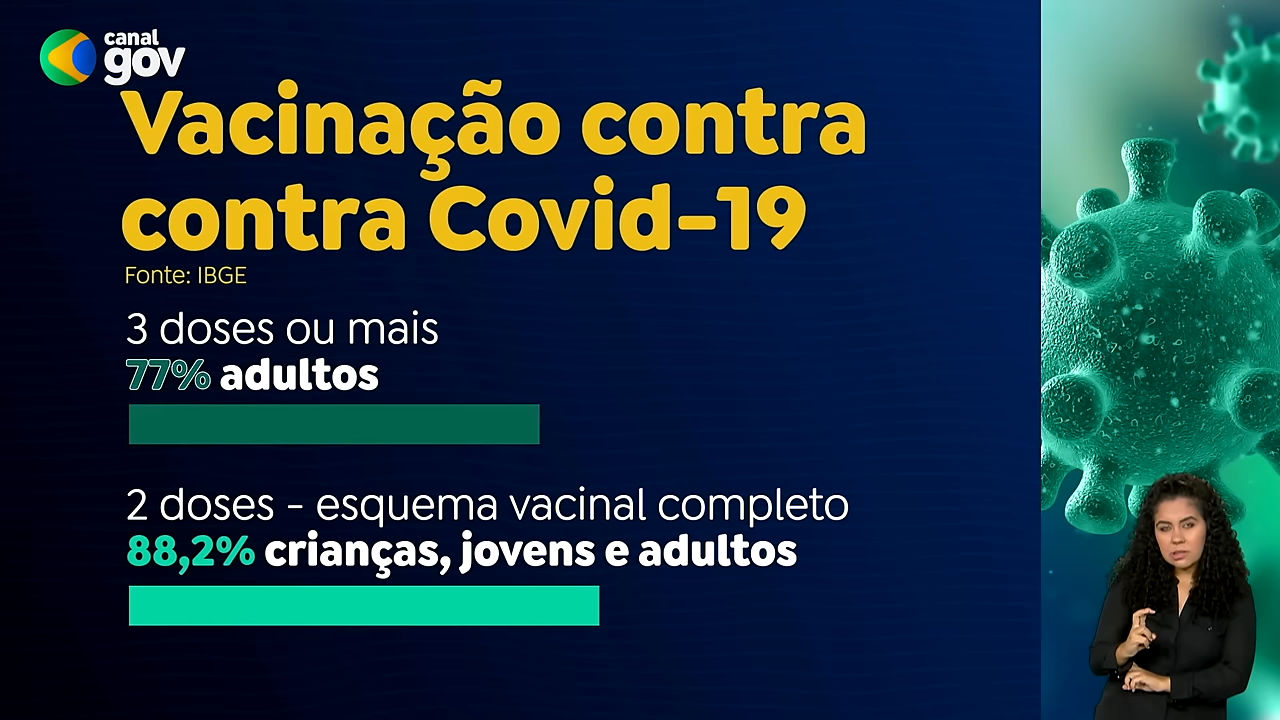 canal
gov
Vacinação contra
contra Covid-19
Fonte: IBGE
3 doses ou mais
77% adultos
2 doses - esquema vacinal completo
88,2% crianças, jovens e adultos